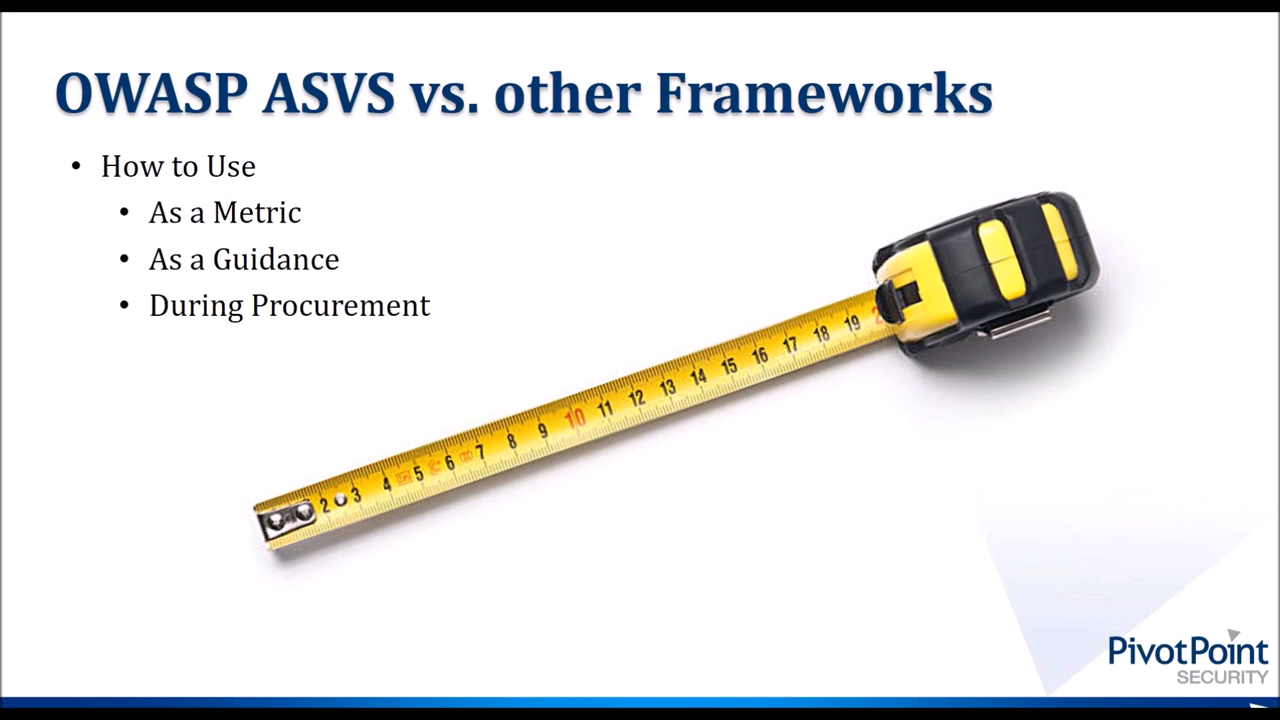 OWASP ASVS vs. other Frameworks
• How to Use
• As a Metric
• As a Guidance
• During Procurement
2 3 4 5 6 7 8 9 10 11 12 13 14 15 16 17 18 19
PivotPoint
SECURITY